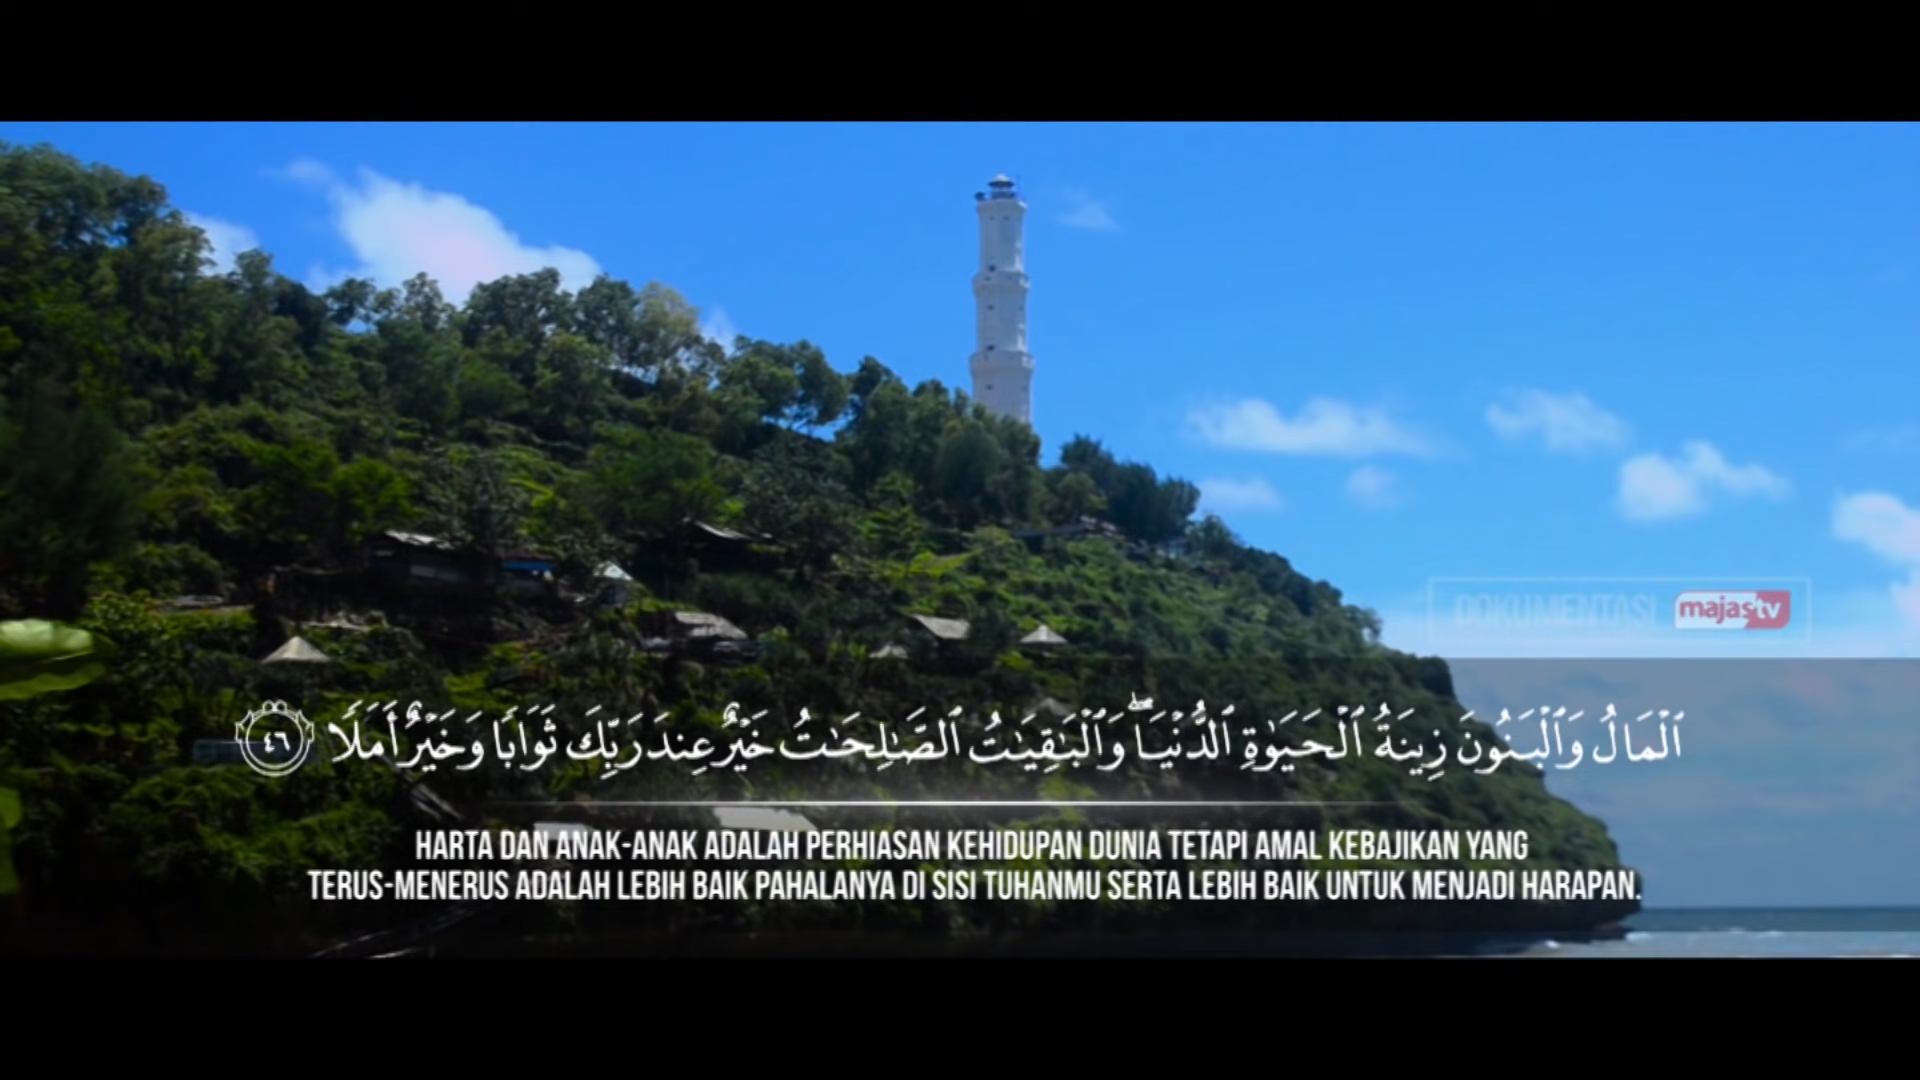 DOKUMENTASI majastv
ٱلْمَالُ وَٱلْبَنُونَ زِينَةُ ٱلْحَيَوٰةِ ٱلدُّنْيَا ۖ وَٱلْبَٰقِيَٰتُ ٱلصَّٰلِحَٰتُ خَيْرٌ عِندَ رَبِّكَ ثَوَابًا وَخَيْرٌ أَمَلًا ٤٦
HARTA DAN ANAK-ANAK ADALAH PERHIASAN KEHIDUPAN DUNIA TETAPI AMAL KEBAJIKAN YANG
TERUS-MENERUS ADALAH LEBIH BAIK PAHALANYA DI SISI TUHANMU SERTA LEBIH BAIK UNTUK MENJADI HARAPAN.